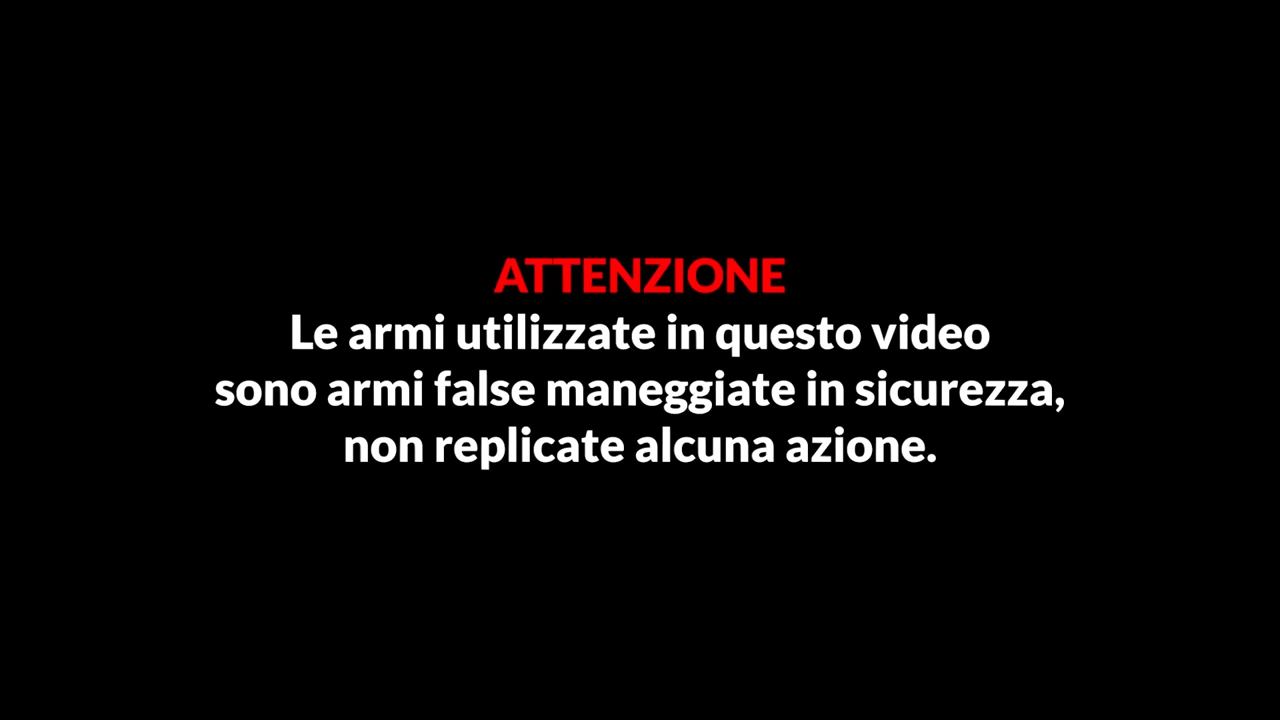 ATTENZIONE
Le armi utilizzate in questo video
sono armi false maneggiate in sicurezza,
non replicate alcuna azione.